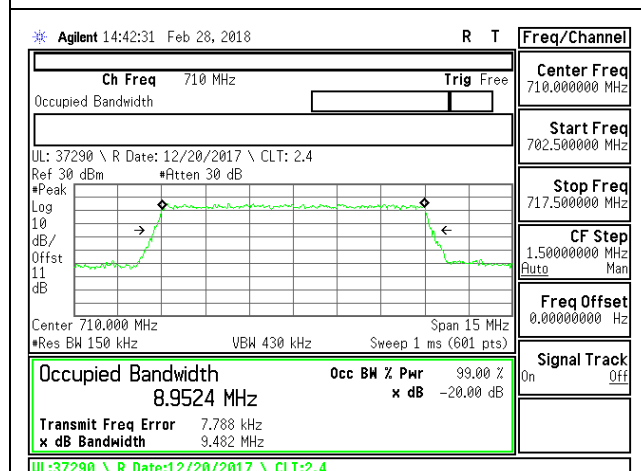 Agilent 14:42:31 Feb 28, 2018 R T
Freq/Channel
Ch Freq 710 MHz Trig Free
Occupied Bandwidth
Center Freq
710.000000 MHz
Start Freq
702.500000 MHz
Stop Freq
717.500000 MHz
CF Step
1.50000000 MHz
Auto Man
Freq Offset
0.00000000 Hz
Signal Track
On Off
UL: 37290 \ R Date: 12/20/2017 \ CLT: 2.4
Ref 30 dBm #Atten 30 dB
#Peak
Log
10
dB/
Offst
11
dB
Center 710.000 MHz Span 15 MHz
#Res BW 150 kHz VBW 430 kHz Sweep 1 ms (601 pts)
Occupied Bandwidth
8.9524 MHz
Occ BW % Pwr 99.00 %
x dB -20.00 dB
Transmit Freq Error 7.788 kHz
x dB Bandwidth 9.482 MHz
UL:37290 \ R Date:12/20/2017 \ CLT:2.4